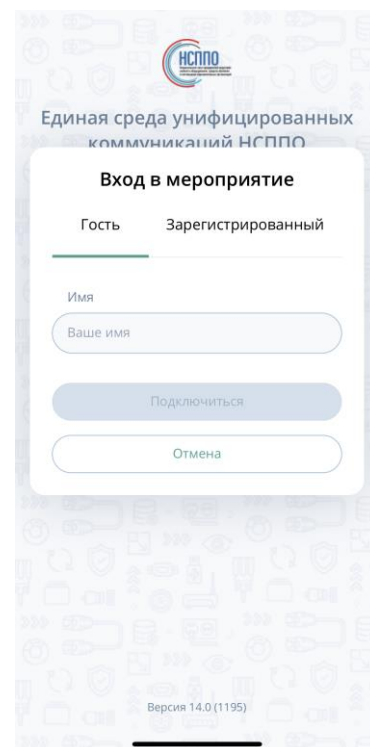 НСППО
Единая среда унифицированных
коммуникаций НСППО
Вход в мероприятие
Гость Зарегистрированный
Имя
Ваше имя
Подключиться
Отмена
Версия 14.0 (1195)